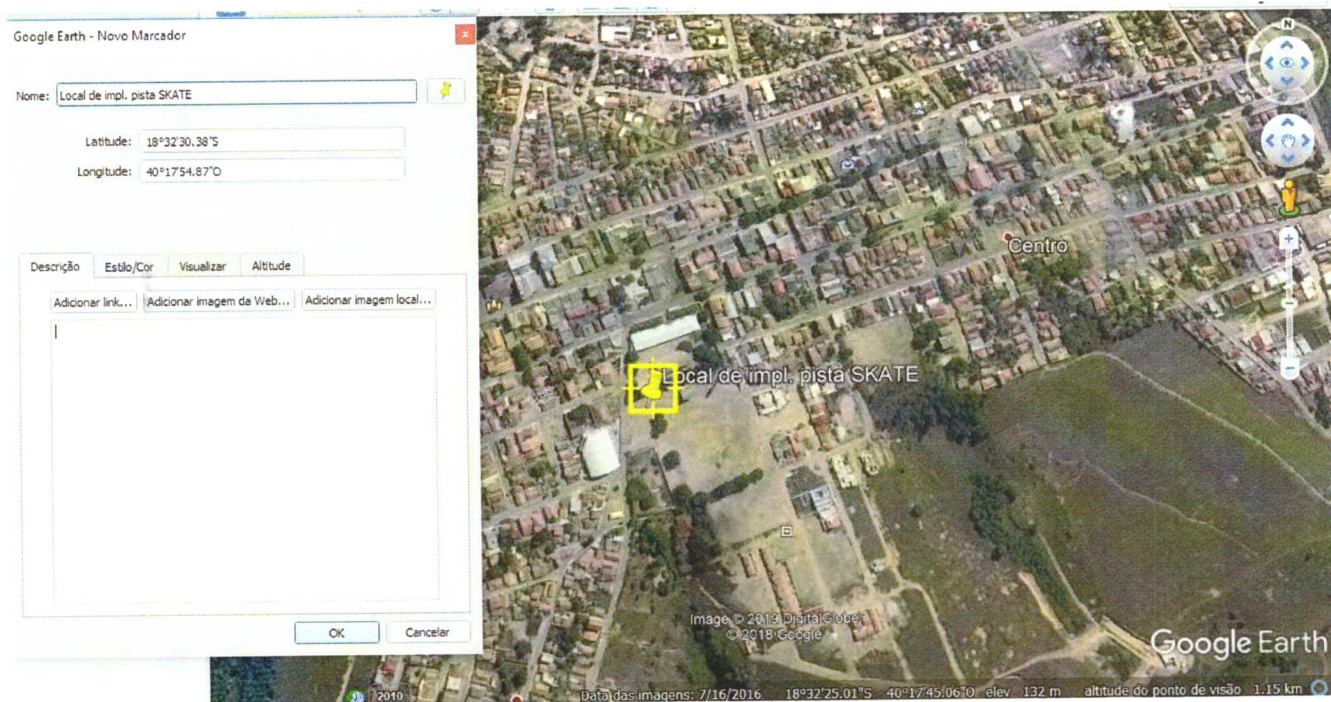 Google Earth - Novo Marcador
Nome: Local de impl. pista SKATE
Latitude: 18°32'30.38"S
Longitude: 40°17'54.87"O
Descrição Estilo/Cor Visualizar Altitude
Adicionar link... Adicionar imagem da Web... Adicionar imagem local...
OK Cancelar
N
Centro
Local de impl. pista SKATE
Image © 2019 DigitalGlobe
© 2018 Google
Google Earth
2010
Data das imagens: 7/16/2016 18°32'25.01"S 40°17'45.06"O elev 132 m altitude do ponto de visão 1.15 km